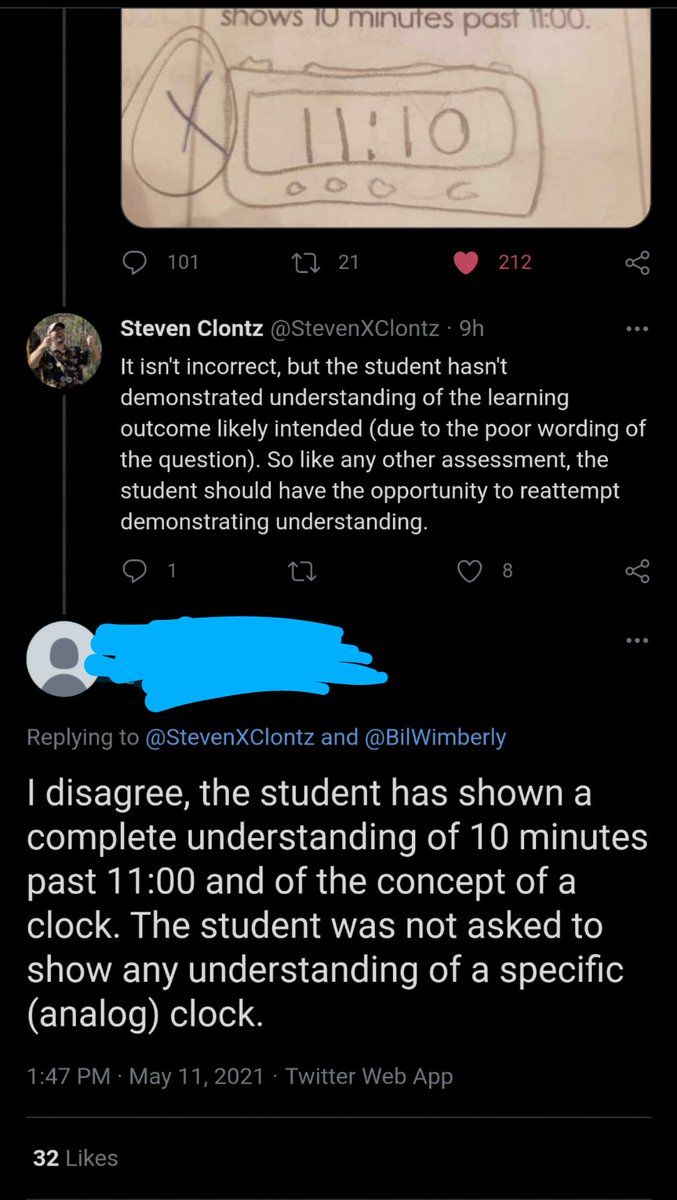 shows 10 minutes past 11:00.
X
11:10
101
21
212
Steven Clontz @StevenXClontz · 9h
It isn't incorrect, but the student hasn't
demonstrated understanding of the learning
outcome likely intended (due to the poor wording of
the question). So like any other assessment, the
student should have the opportunity to reattempt
demonstrating understanding.
1
8
Replying to @StevenXClontz and @BilWimberly
I disagree, the student has shown a
complete understanding of 10 minutes
past 11:00 and of the concept of a
clock. The student was not asked to
show any understanding of a specific
(analog) clock.
1:47 PM · May 11, 2021 · Twitter Web App
32 Likes